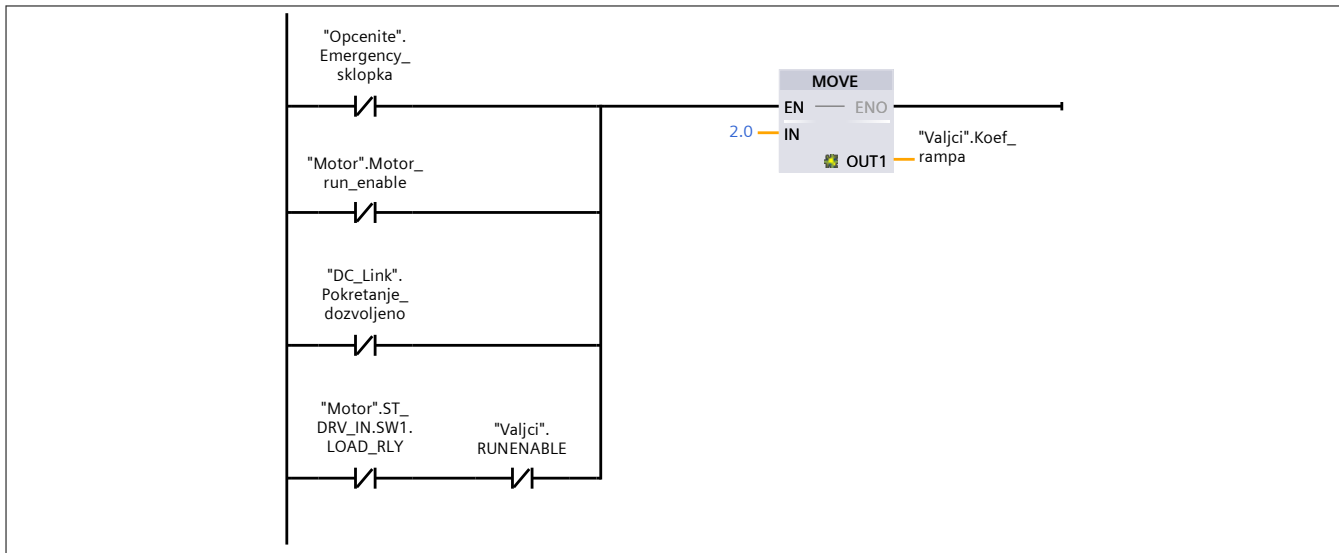 "Opcenite".
Emergency_
sklopka
MOVE
EN
ENO
2.0
IN
"Valjci".Koef_
rampa
OUT1
"Motor".Motor_
run_enable
"DC_Link".
Pokretanje_
dozvoljeno
"Motor".ST_
DRV_IN.SW1.
LOAD_RLY
"Valjci".
RUNENABLE